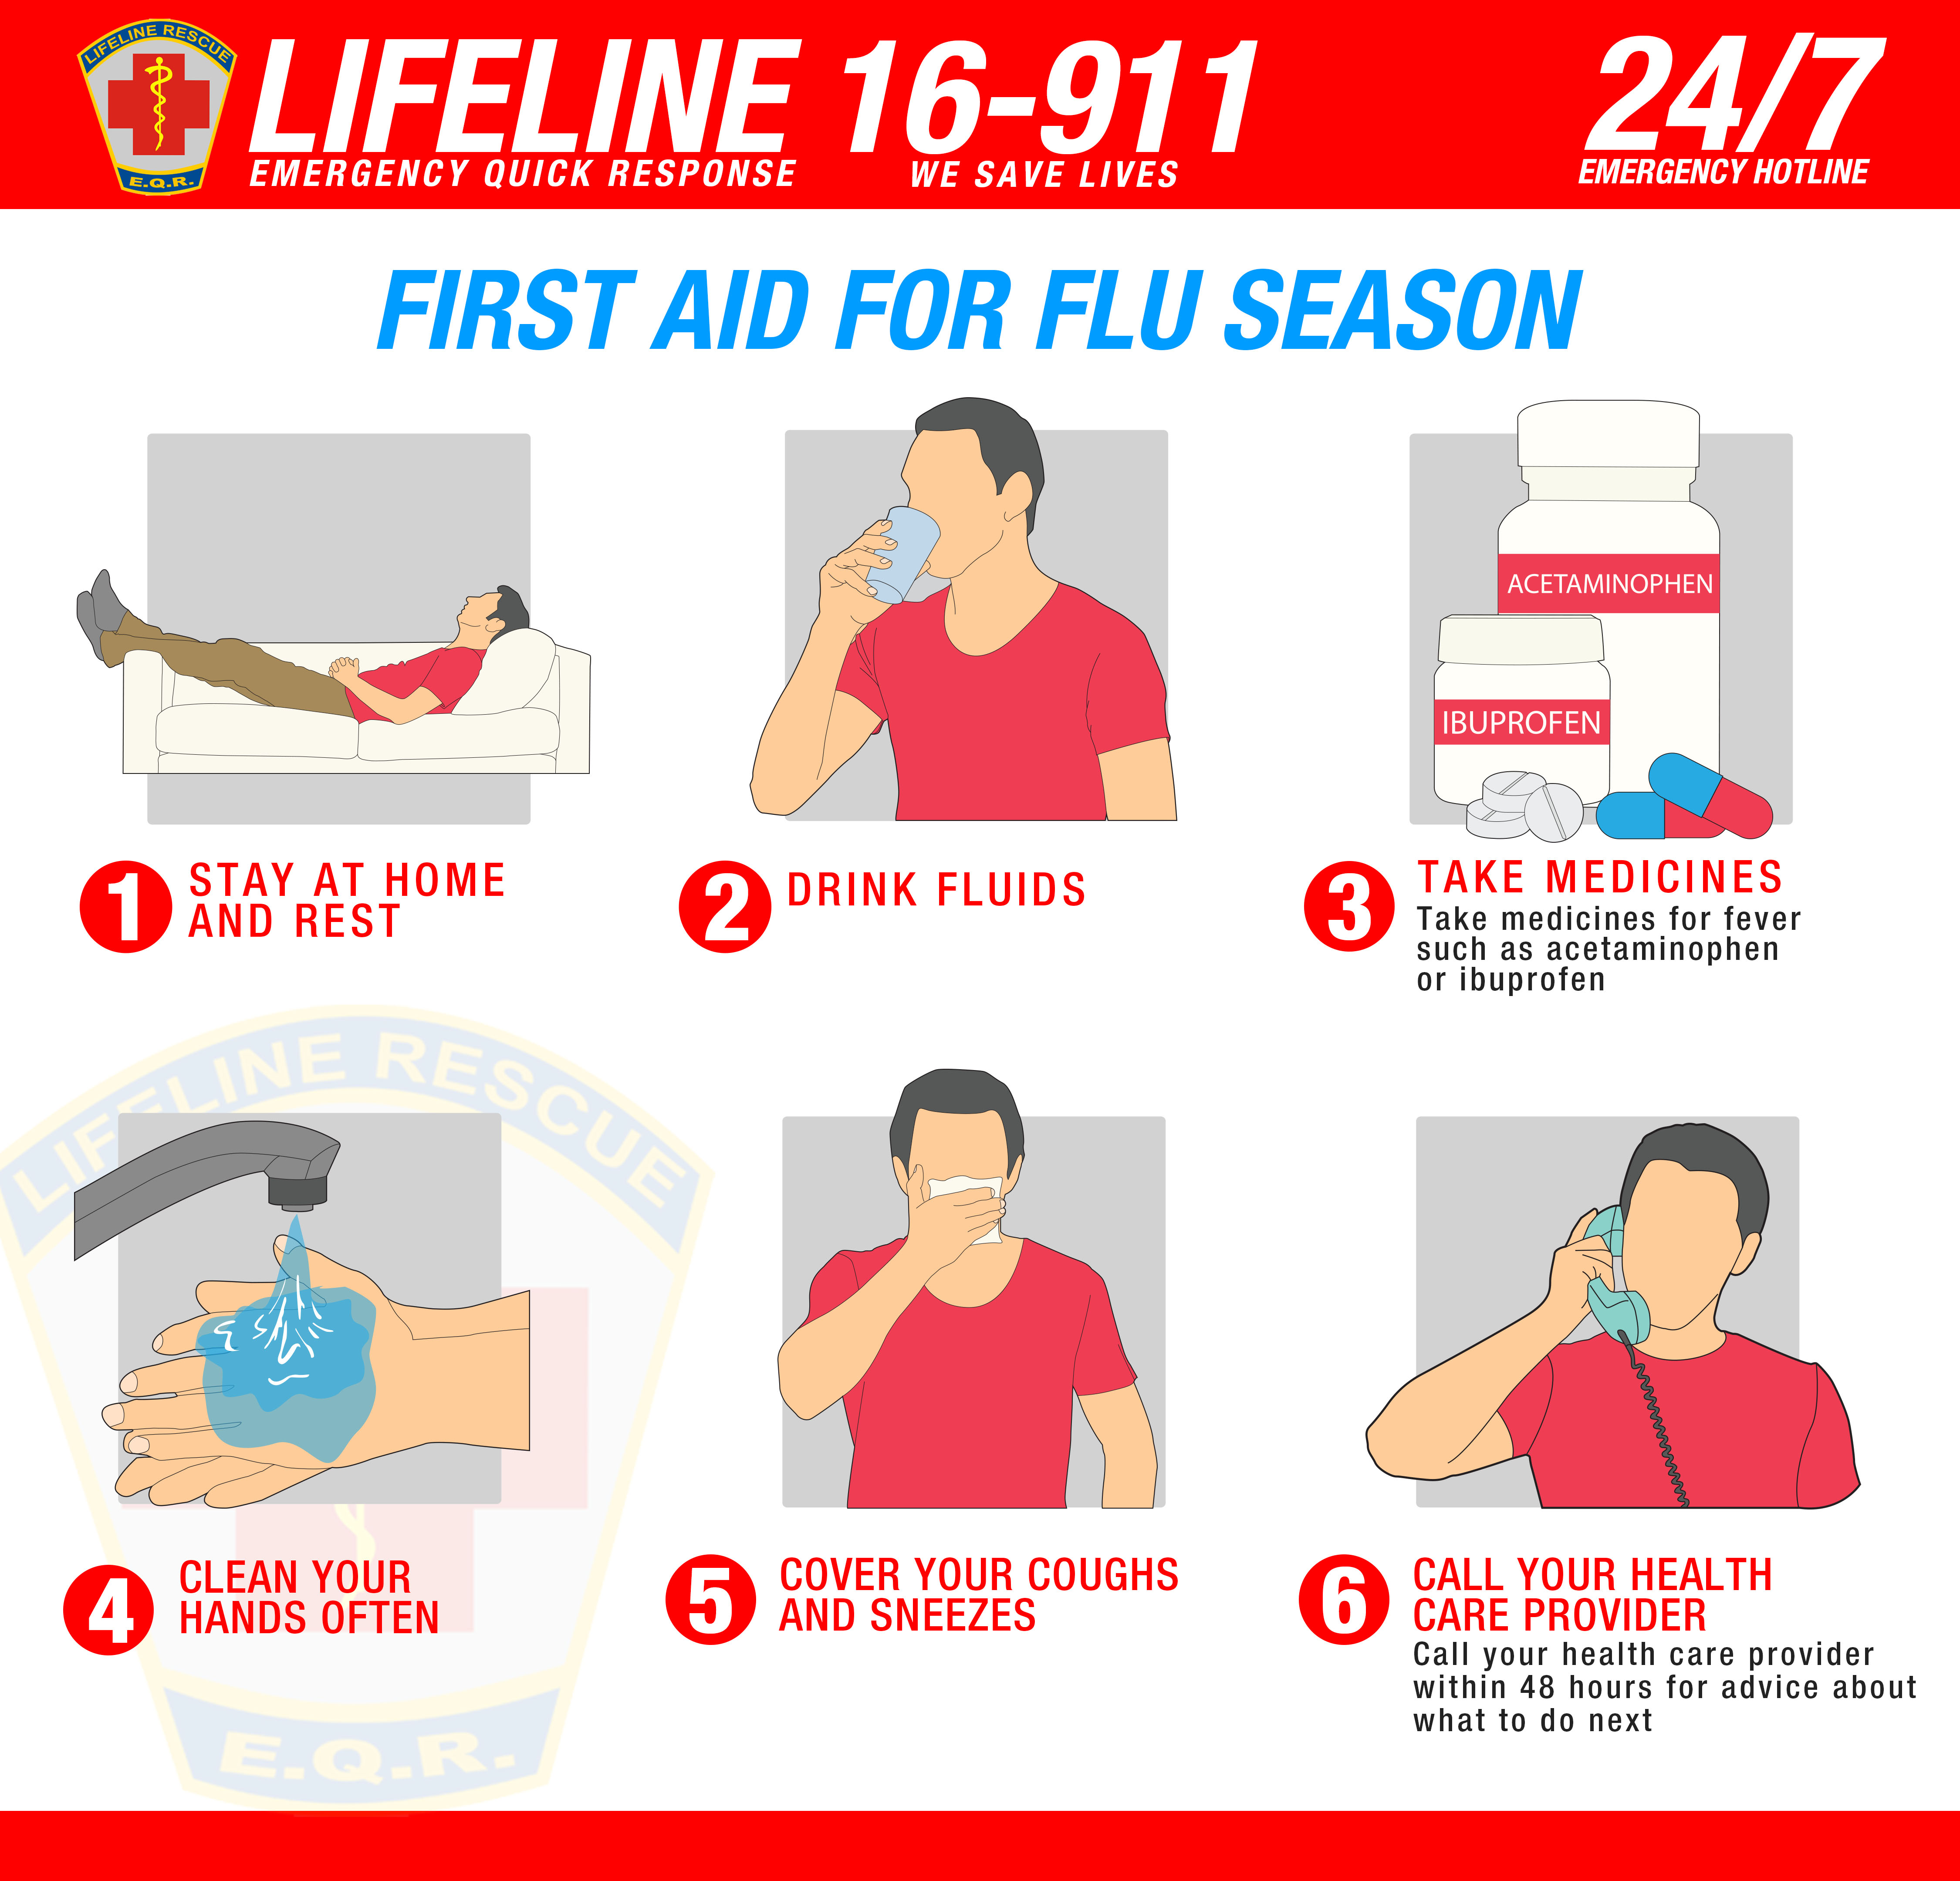 LIFELINE RESCUE
E.Q.R.
LIFELINE 16-911
EMERGENCY QUICK RESPONSE
WE SAVE LIVES
24/7
EMERGENCY HOTLINE
FIRST AID FOR FLU SEASON
ACETAMINOPHEN
IBUPROFEN
1 STAY AT HOME
AND REST
2 DRINK FLUIDS
3 TAKE MEDICINES
Take medicines for fever
such as acetaminophen
or ibuprofen
LIFELINE RESCUE
4 CLEAN YOUR
HANDS OFTEN
5 COVER YOUR COUGHS
AND SNEEZES
6 CALL YOUR HEALTH
CARE PROVIDER
Call your health care provider
within 48 hours for advice about
what to do next
E.Q.R.